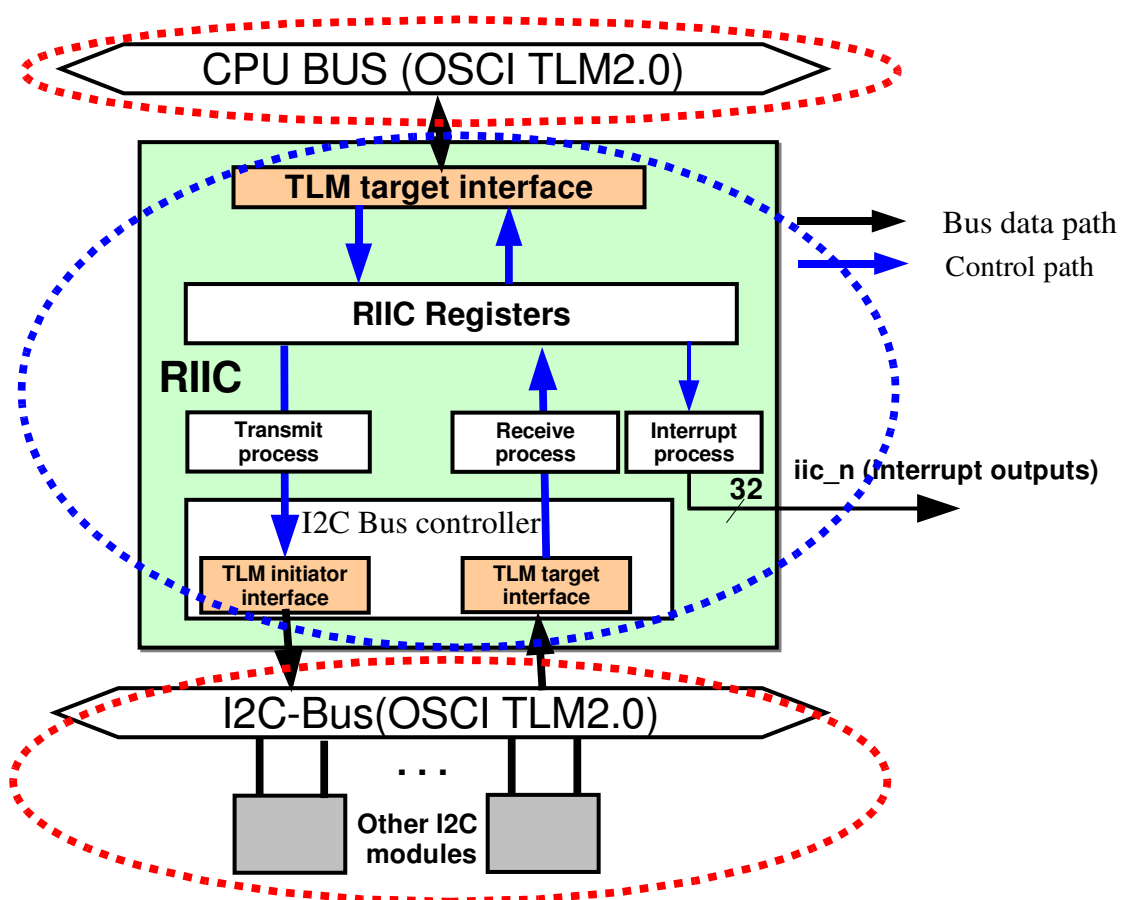 CPU BUS (OSCI TLM2.0)
TLM target interface
Bus data path
Control path
RIIC Registers
RIIC
Transmit
process
Receive
process
Interrupt
process
iic_n (interrupt outputs)
32
I2C Bus controller
TLM initiator
interface
TLM target
interface
I2C-Bus(OSCI TLM2.0)
. . .
Other I2C
modules